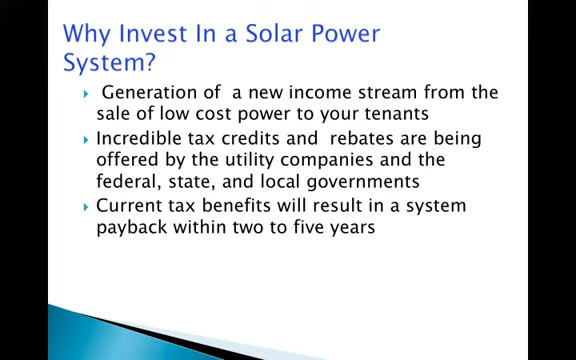 Why Invest In a Solar Power
System?
Generation of a new income stream from the
sale of low cost power to your tenants
Incredible tax credits and rebates are being
offered by the utility companies and the
federal, state, and local governments
Current tax benefits will result in a system
payback within two to five years